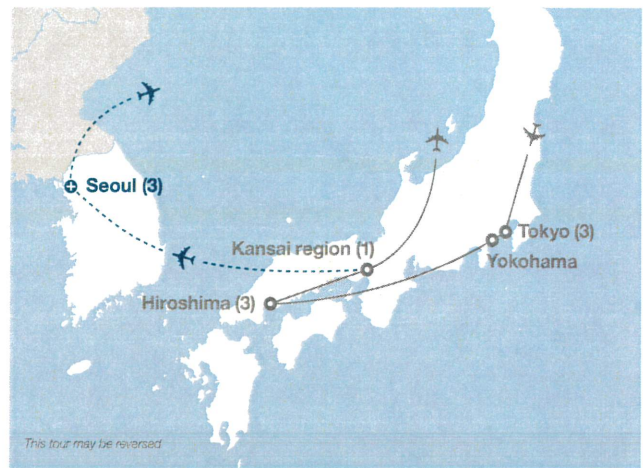 Seoul (3)
Kansai region (1)
Tokyo (3)
Yokohama
Hiroshima (3)
This tour may be reversed